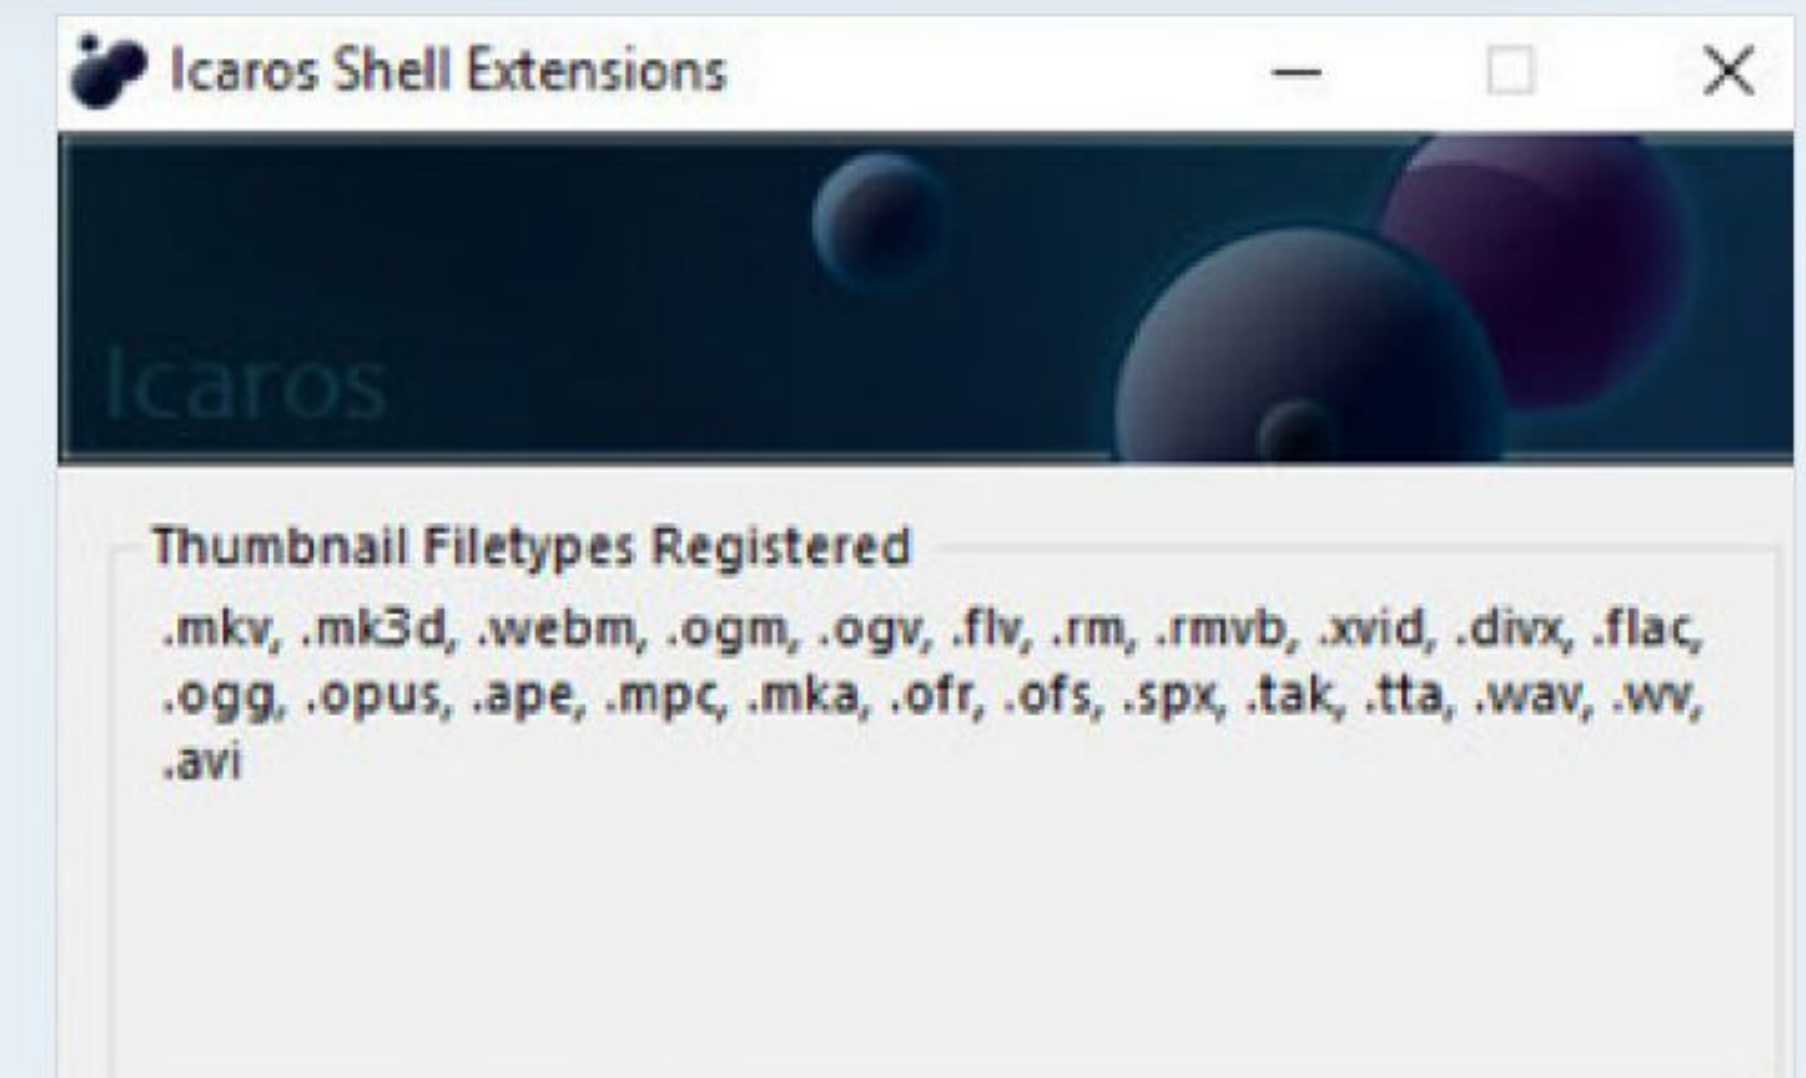 Icaros Shell Extensions
Icaros
Thumbnail Filetypes Registered
.mkv, .mk3d, .webm, .ogm, .ogv, .flv, .rm, .rmvb, .xvid, .divx, .flac,
.ogg, .opus, .ape, .mpc, .mka, .ofr, .ofs, .spx, .tak, .tta, .wav, .wv,
.avi